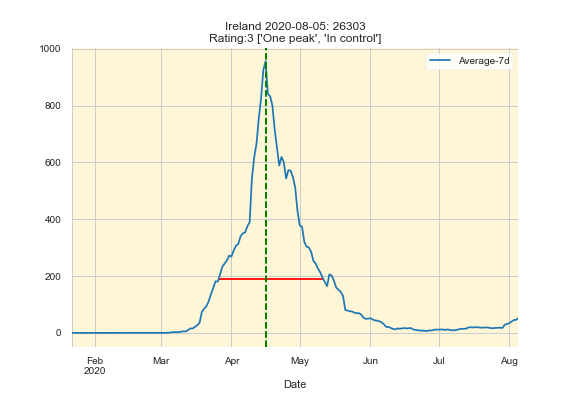 Ireland 2020-08-05: 26303
Rating:3 ['One peak', 'In control']
Average-7d
1000
800
600
400
200
0
Feb Mar Apr May Jun Jul Aug
2020
Date